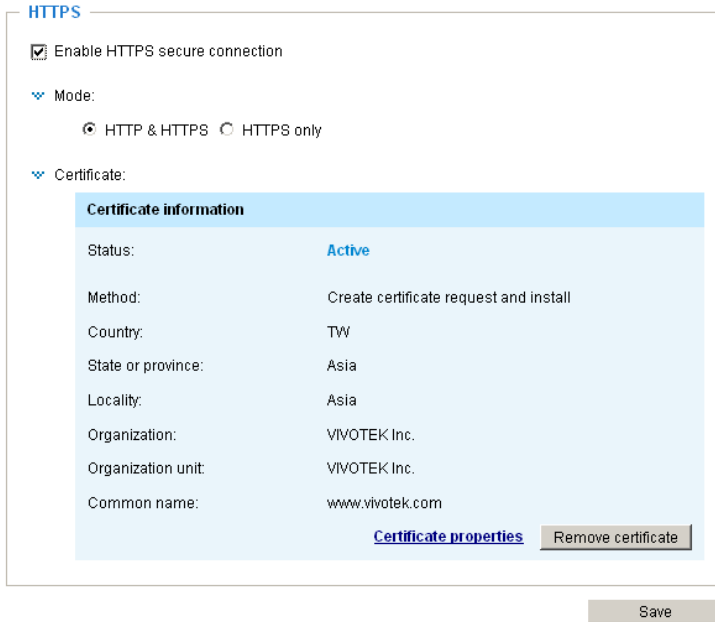 HTTPS
Enable HTTPS secure connection
Mode:
HTTP & HTTPS HTTPS only
Certificate:
Certificate information
Status: Active
Method: Create certificate request and install
Country: TW
State or province: Asia
Locality: Asia
Organization: VIVOTEK Inc.
Organization unit: VIVOTEK Inc.
Common name: www.vivotek.com
Certificate properties Remove certificate
Save